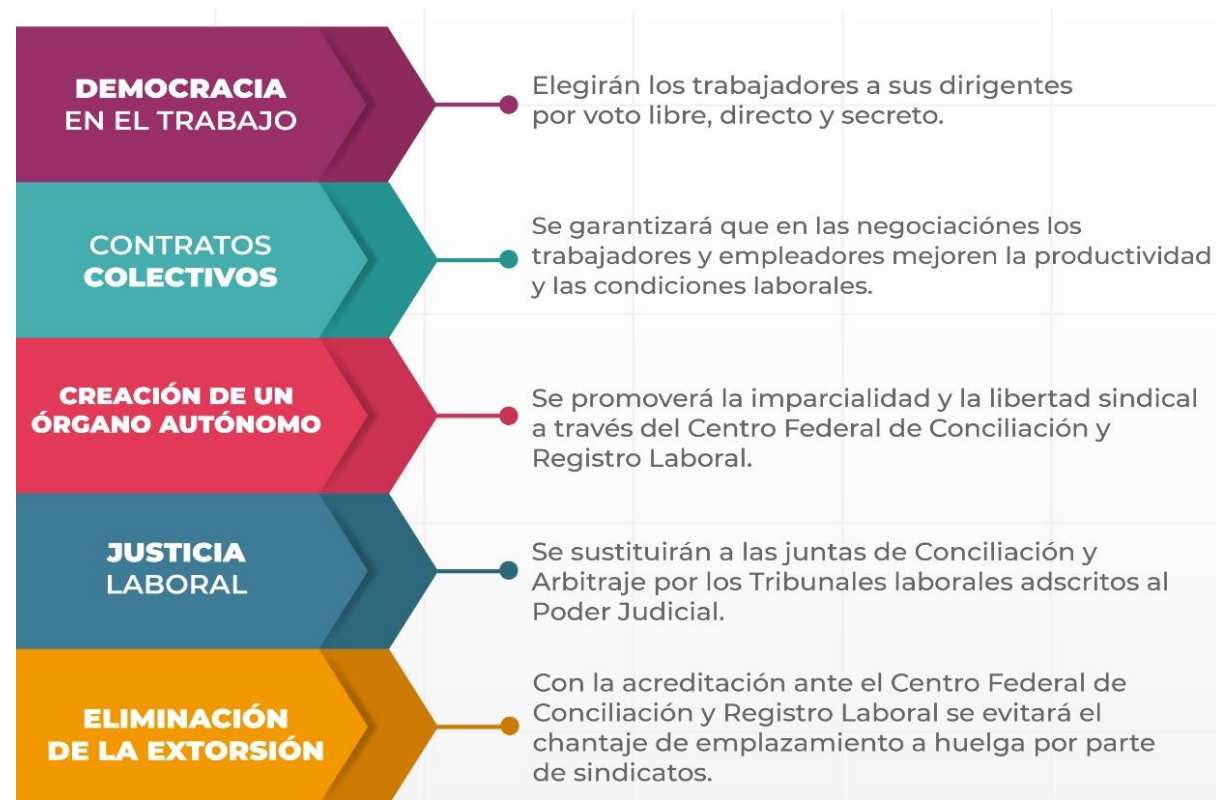 DEMOCRACIA
EN EL TRABAJO
Elegirán los trabajadores a sus dirigentes
por voto libre, directo y secreto.
CONTRATOS
COLECTIVOS
Se garantizará que en las negociaciónes los
trabajadores y empleadores mejoren la productividad
y las condiciones laborales.
CREACIÓN DE UN
ÓRGANO AUTÓNOMO
Se promoverá la imparcialidad y la libertad sindical
a través del Centro Federal de Conciliación y
Registro Laboral.
JUSTICIA
LABORAL
Se sustituirán a las juntas de Conciliación y
Arbitraje por los Tribunales laborales adscritos al
Poder Judicial.
ELIMINACIÓN
DE LA EXTORSIÓN
Con la acreditación ante el Centro Federal de
Conciliación y Registro Laboral se evitará el
chantaje de emplazamiento a huelga por parte
de sindicatos.